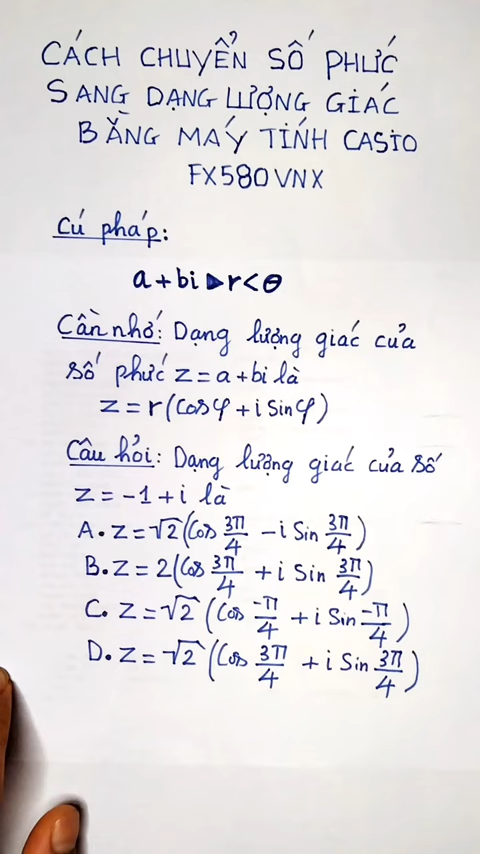 CÁCH CHUYỂN SỐ PHỨC
SANG DẠNG LƯỢNG GIÁC
BẰNG MÁY TÍNH CASIO
FX580VNX
Cú pháp:
a+bi▶r<θ
Cần nhớ: Dạng lượng giác của
số phức z=a+bi là
z=r(cosφ+i sinφ)
Câu hỏi: Dạng lượng giác của số
z=-1+i là
A. z=√2(cos 3π/4 - i sin 3π/4)
B. z=2(cos 3π/4 + i sin 3π/4)
C. z=√2(cos -π/4 + i sin -π/4)
D. z=√2(cos 3π/4 + i sin 3π/4)